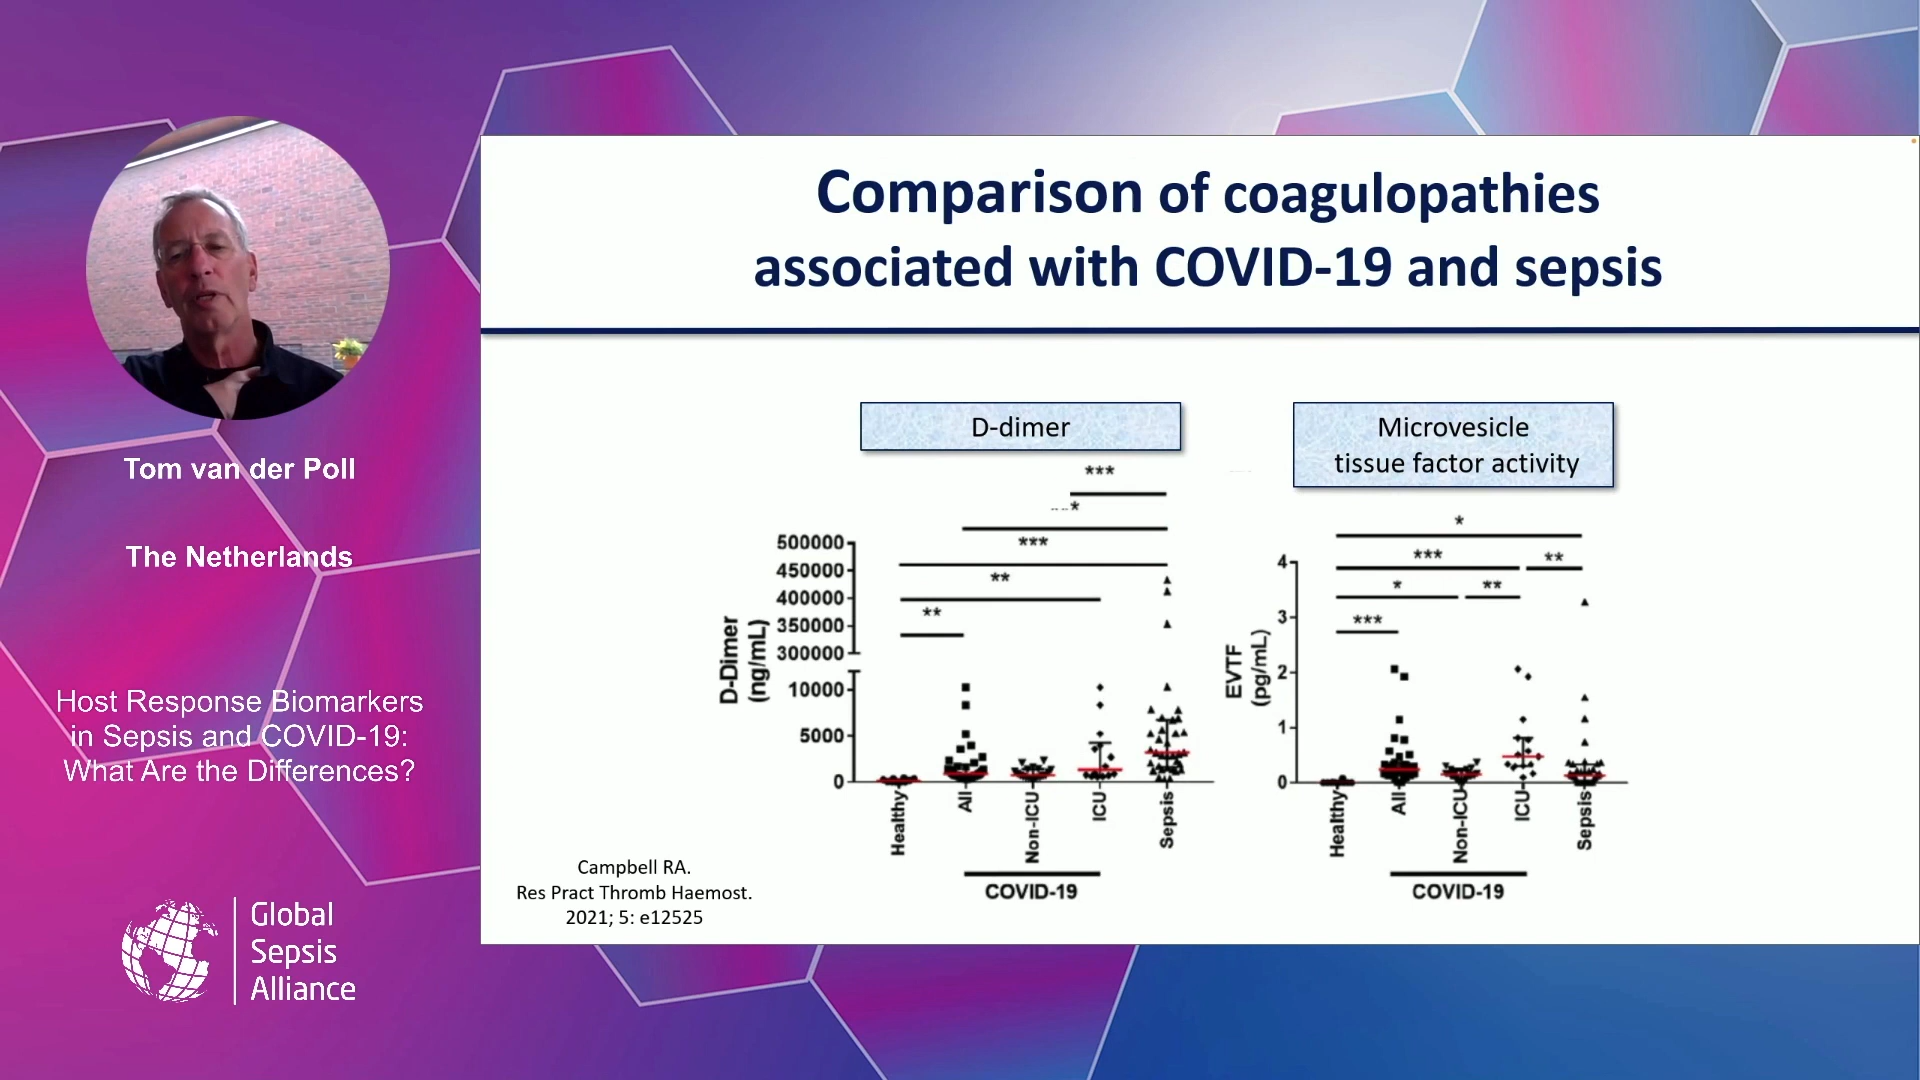 Comparison of coagulopathies
associated with COVID-19 and sepsis
Tom van der Poll
The Netherlands
Host Response Biomarkers
in Sepsis and COVID-19:
What Are the Differences?
Global
Sepsis
Alliance
D-dimer
***
*
***
**
**
500000
450000
400000
350000
300000
10000
5000
0
D-Dimer
(ng/mL)
Healthy
All
Non-ICU
ICU
Sepsis
COVID-19
Microvesicle
tissue factor activity
*
*** **
* **
***
4
3
2
1
0
EVTF
(pg/mL)
Healthy
All
Non-ICU
ICU
Sepsis
COVID-19
Campbell RA.
Res Pract Thromb Haemost.
2021; 5: e12525